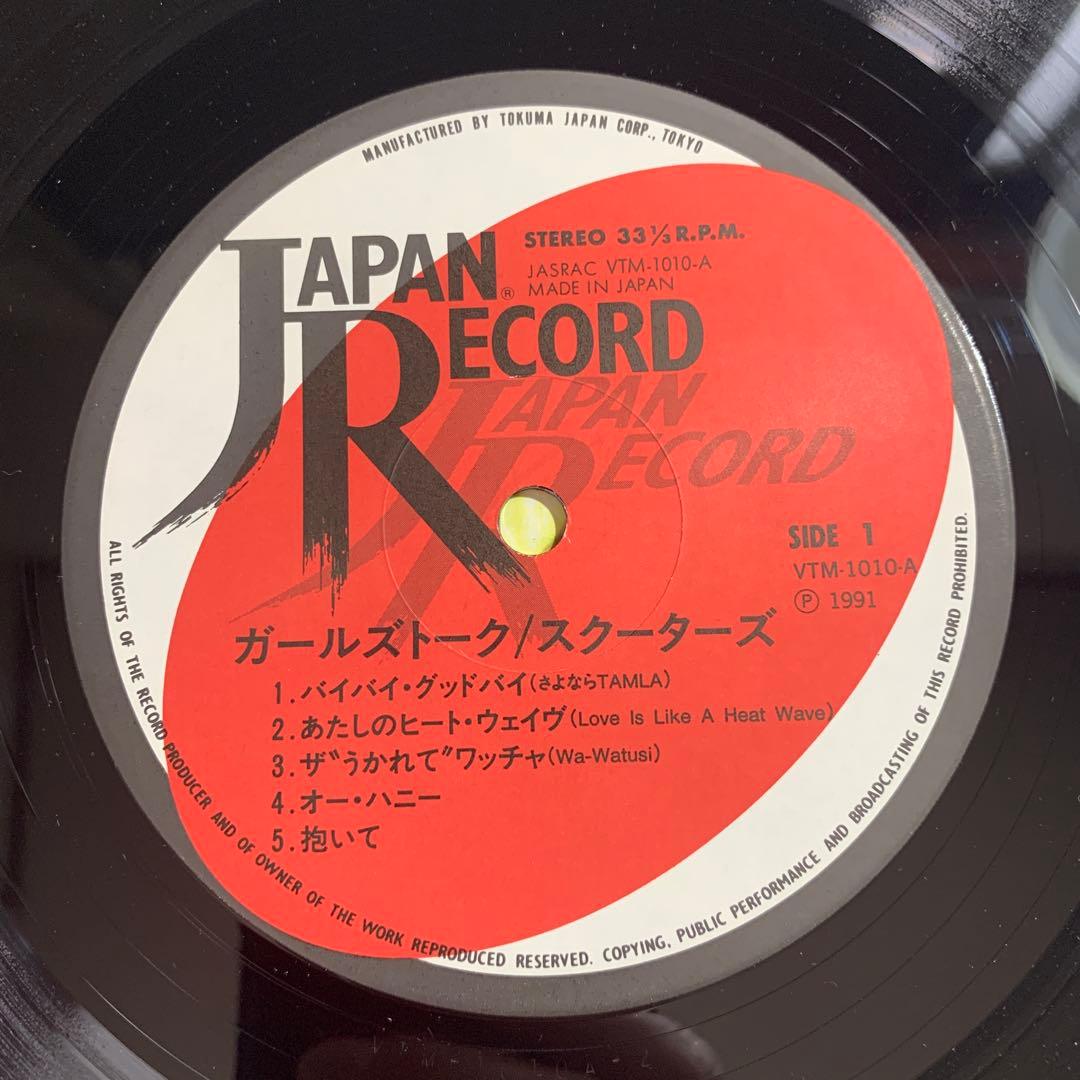 MANUFACTURED BY TOKUMA JAPAN CORP., TOKYO
JAPAN
RECORD
®
STEREO 33 ⅓ R.P.M.
JASRAC VTM-1010-A
MADE IN JAPAN
JAPAN
RECORD
SIDE 1
VTM-1010-A
Ⓟ 1991
ガールズトーク/スクーターズ
1.バイバイ・グッドバイ(さよならTAMLA)
2.あたしのヒート・ウェイヴ(Love Is Like A Heat Wave)
3.ザ〝うかれて〟ワッチャ(Wa-Watusi)
4.オー・ハニー
5.抱いて
ALL RIGHTS OF THE RECORD PRODUCER AND OF OWNER OF THE WORK REPRODUCED RESERVED. COPYING, PUBLIC PERFORMANCE AND BROADCASTING OF THIS RECORD PROHIBITED.